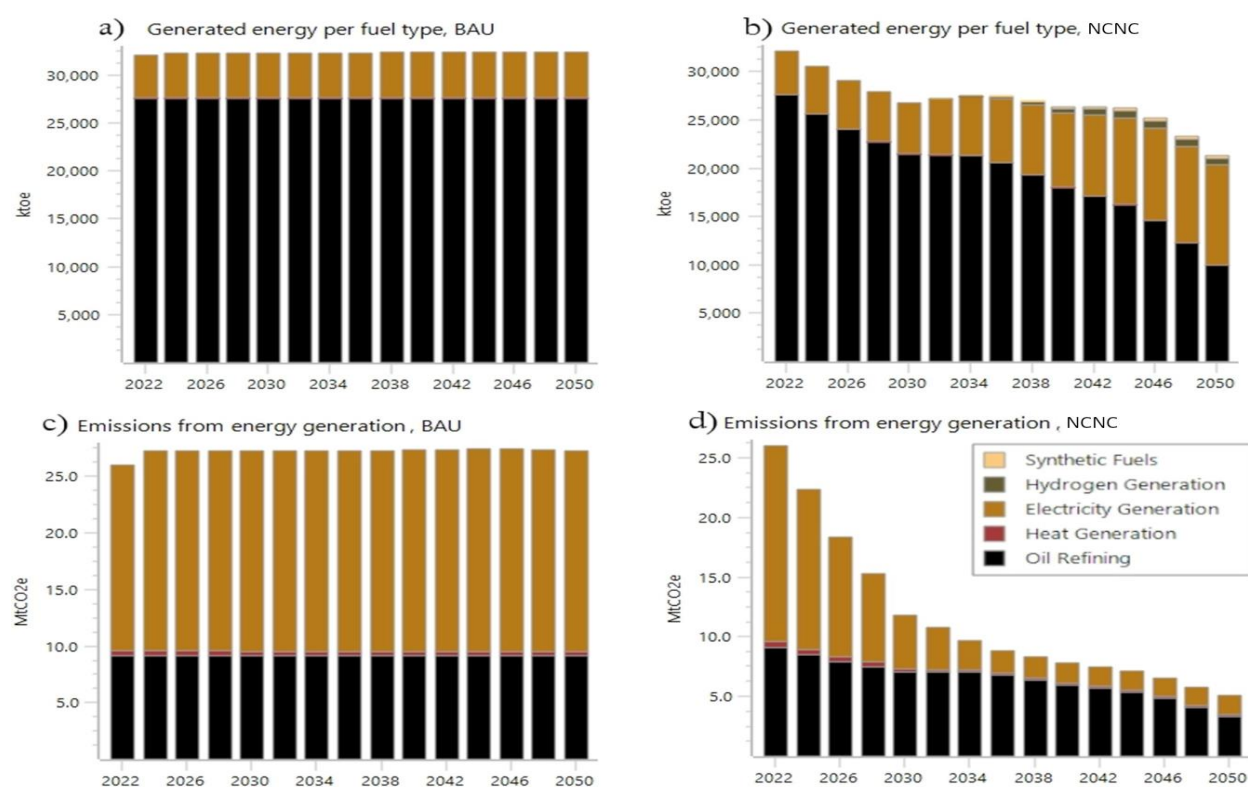 a) Generated energy per fuel type, BAU
30,000
25,000
20,000
15,000
10,000
5,000
ktoe
2022 2026 2030 2034 2038 2042 2046 2050
b) Generated energy per fuel type, NCNC
30,000
25,000
20,000
15,000
10,000
5,000
ktoe
2022 2026 2030 2034 2038 2042 2046 2050
c) Emissions from energy generation , BAU
25.0
20.0
15.0
10.0
5.0
MtCO2e
2022 2026 2030 2034 2038 2042 2046 2050
d) Emissions from energy generation , NCNC
25.0
20.0
15.0
10.0
5.0
MtCO2e
Synthetic Fuels
Hydrogen Generation
Electricity Generation
Heat Generation
Oil Refining
2022 2026 2030 2034 2038 2042 2046 2050